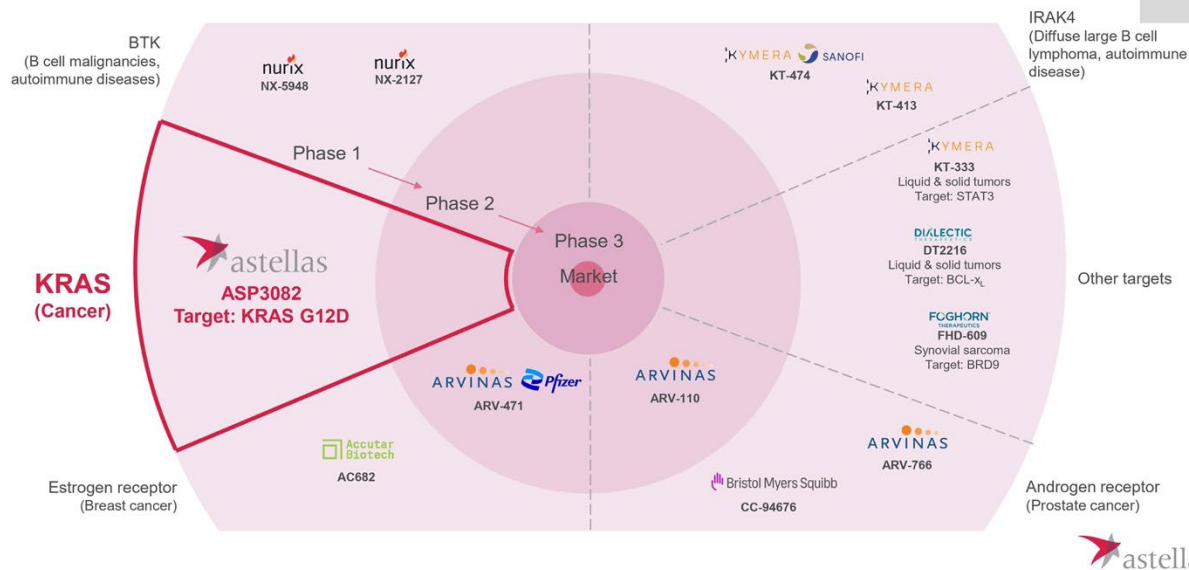 BTK
(B cell malignancies,
autoimmune diseases)
nurix
NX-5948
nurix
NX-2127
KYMERA
SANOFI
KT-474
KYMERA
KT-413
IRAK4
(Diffuse large B cell
lymphoma, autoimmune
disease)
Phase 1
Phase 2
Phase 3
Market
KRAS
(Cancer)
astellas
ASP3082
Target: KRAS G12D
KYMERA
KT-333
Liquid & solid tumors
Target: STAT3
DIALECTIC
THERAPEUTICS
DT2216
Liquid & solid tumors
Target: BCL-xL
FOGHORN
THERAPEUTICS
FHD-609
Synovial sarcoma
Target: BRD9
Other targets
ARVINAS
Pfizer
ARV-471
ARVINAS
ARV-110
Accutar
Biotech
AC682
ARVINAS
ARV-766
Bristol Myers Squibb
CC-94676
Estrogen receptor
(Breast cancer)
Androgen receptor
(Prostate cancer)
astella